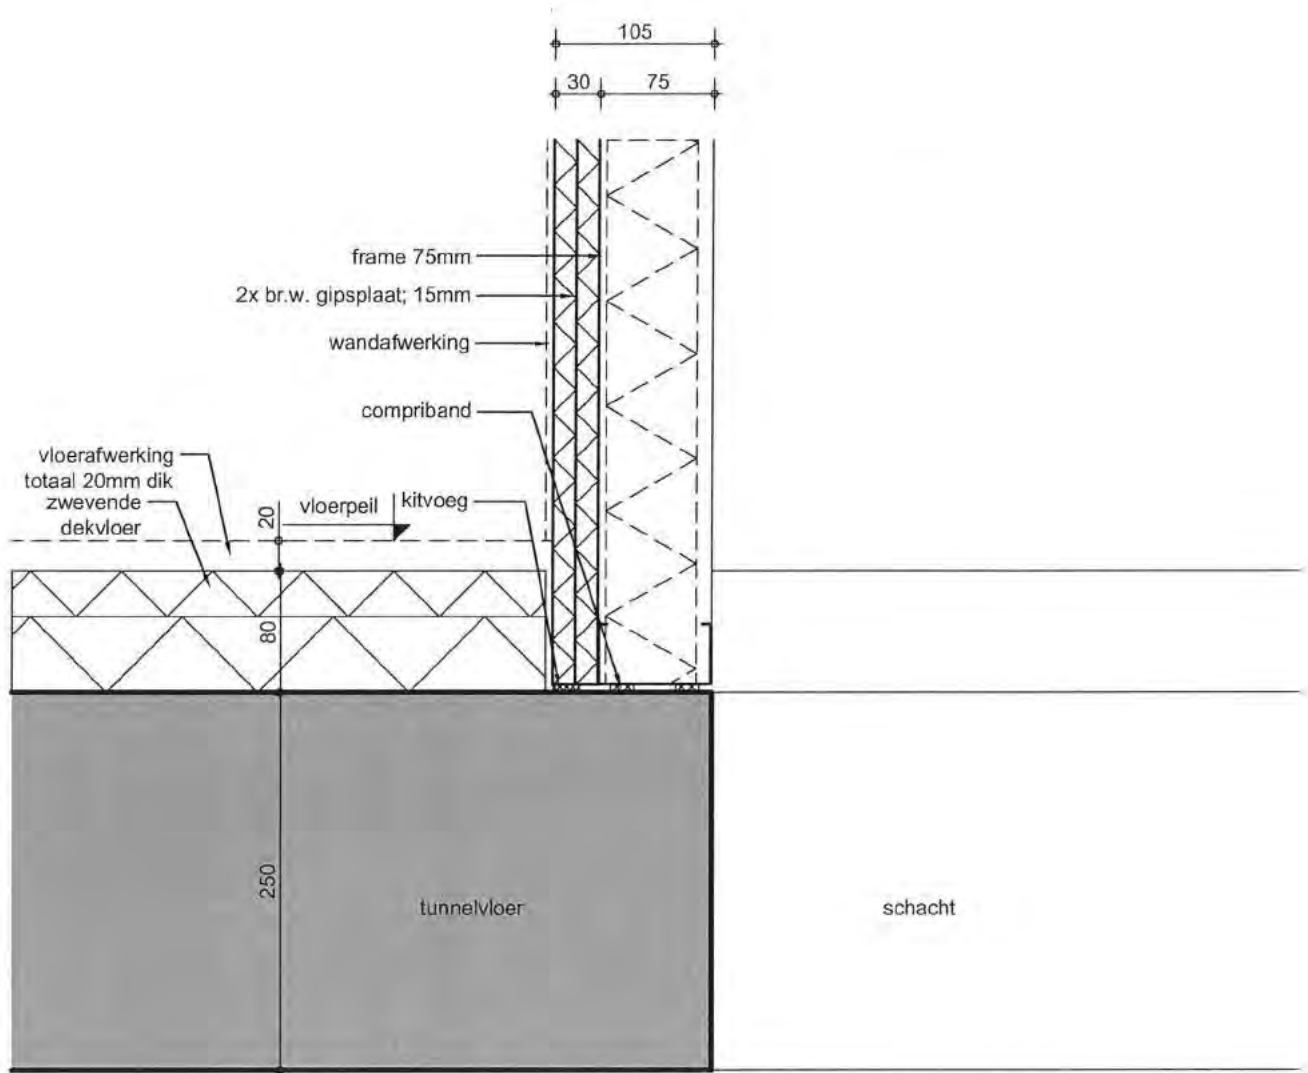 105
30
75
frame 75mm
2x br.w. gipsplaat; 15mm
wandafwerking
compriband
vloerafwerking
totaal 20mm dik
zwevende
dekvloer
20
vloerpeil
kitvoeg
80
250
tunnelvloer
schacht